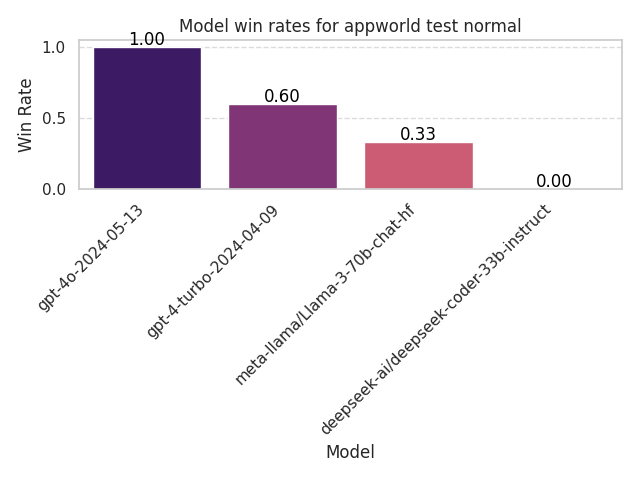 Model win rates for appworld test normal
Win Rate
1.0
0.5
0.0
1.00
0.60
0.33
0.00
gpt-4o-2024-05-13
gpt-4-turbo-2024-04-09
meta-llama/Llama-3-70b-chat-hf
deepseek-ai/deepseek-coder-33b-instruct
Model